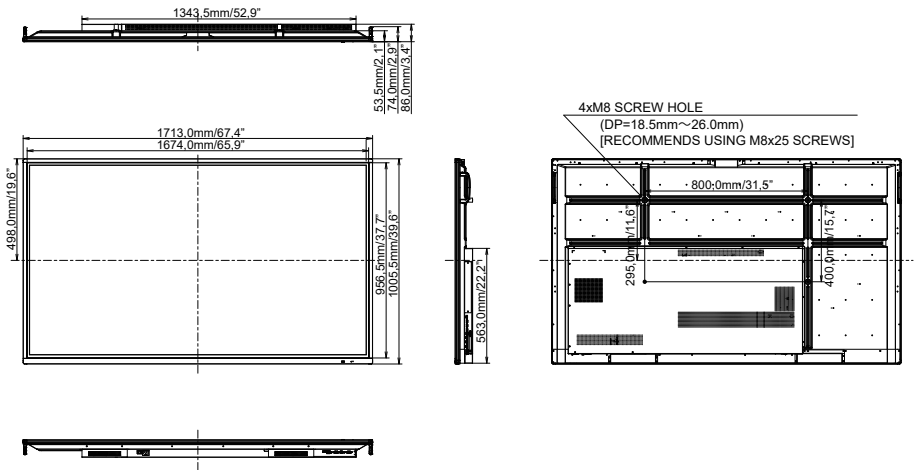 1343,5mm/52,9"
53,5mm/2,1"
74,0mm/2,9"
86,0mm/3,4"
4xM8 SCREW HOLE
(DP=18.5mm～26.0mm)
[RECOMMENDS USING M8x25 SCREWS]
1713,0mm/67,4"
1674,0mm/65,9"
498,0mm/19,6"
956,5mm/37,7"
1005,5mm/39,6"
563,0mm/22,2"
800,0mm/31,5"
295,0mm/11,6"
400,0mm/15,7"